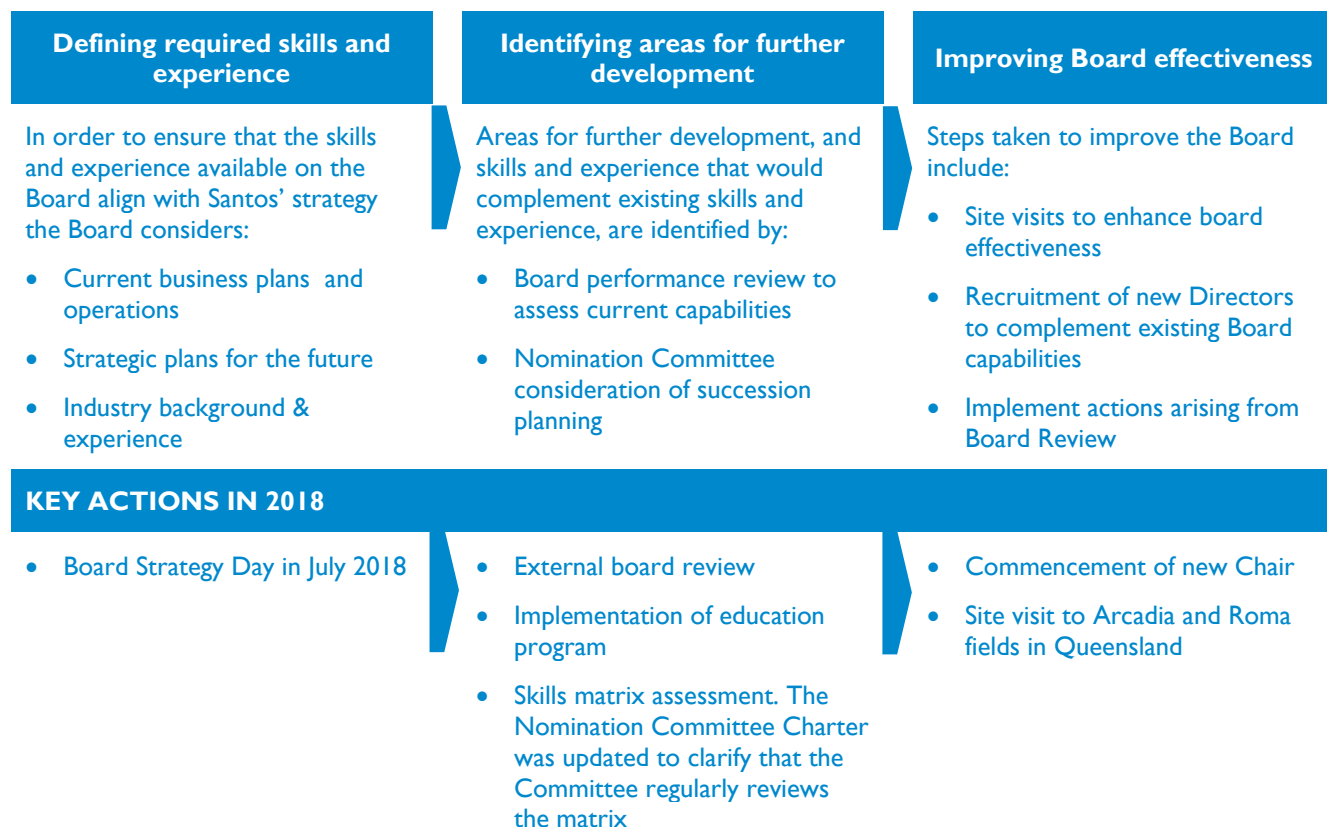 Defining required skills and
experience
In order to ensure that the skills
and experience available on the
Board align with Santos’ strategy
the Board considers:
• Current business plans and
operations
• Strategic plans for the future
• Industry background &
experience
Identifying areas for further
development
Areas for further development, and
skills and experience that would
complement existing skills and
experience, are identified by:
• Board performance review to
assess current capabilities
• Nomination Committee
consideration of succession
planning
Improving Board effectiveness
Steps taken to improve the Board
include:
• Site visits to enhance board
effectiveness
• Recruitment of new Directors
to complement existing Board
capabilities
• Implement actions arising from
Board Review
KEY ACTIONS IN 2018
• Board Strategy Day in July 2018
• External board review
• Implementation of education
program
• Skills matrix assessment. The
Nomination Committee Charter
was updated to clarify that the
Committee regularly reviews
the matrix
• Commencement of new Chair
• Site visit to Arcadia and Roma
fields in Queensland